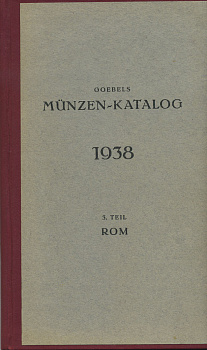 GOEBELS
MÜNZEN-KATALOG
1938
3. TEIL
ROM